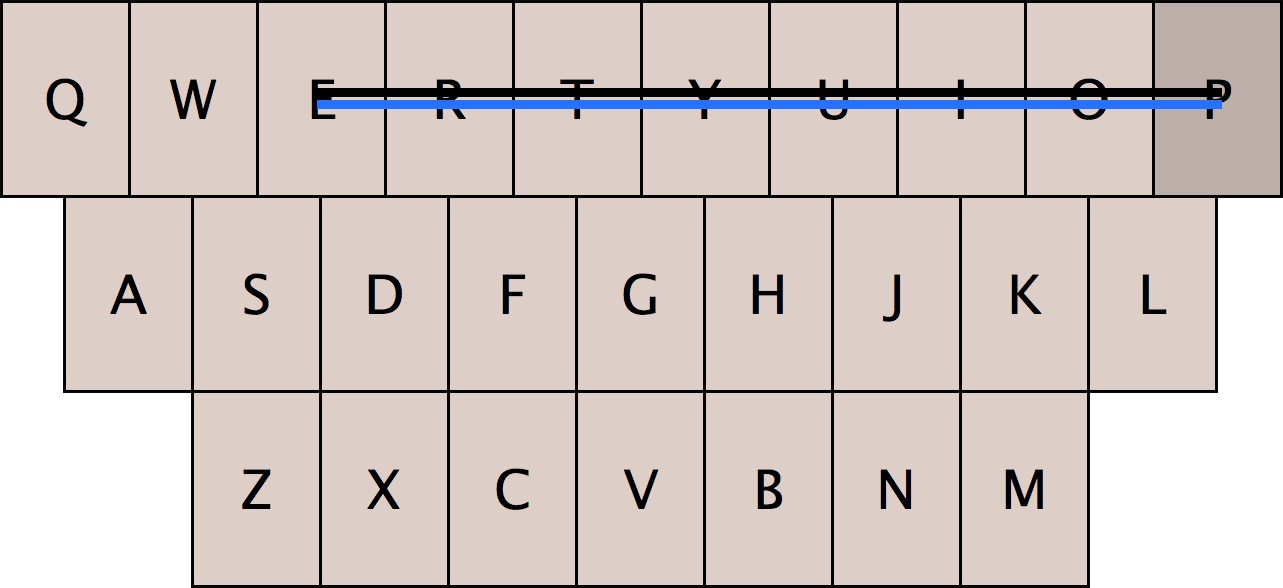 Q W E R T Y U I O P
A S D F G H J K L
Z X C V B N M